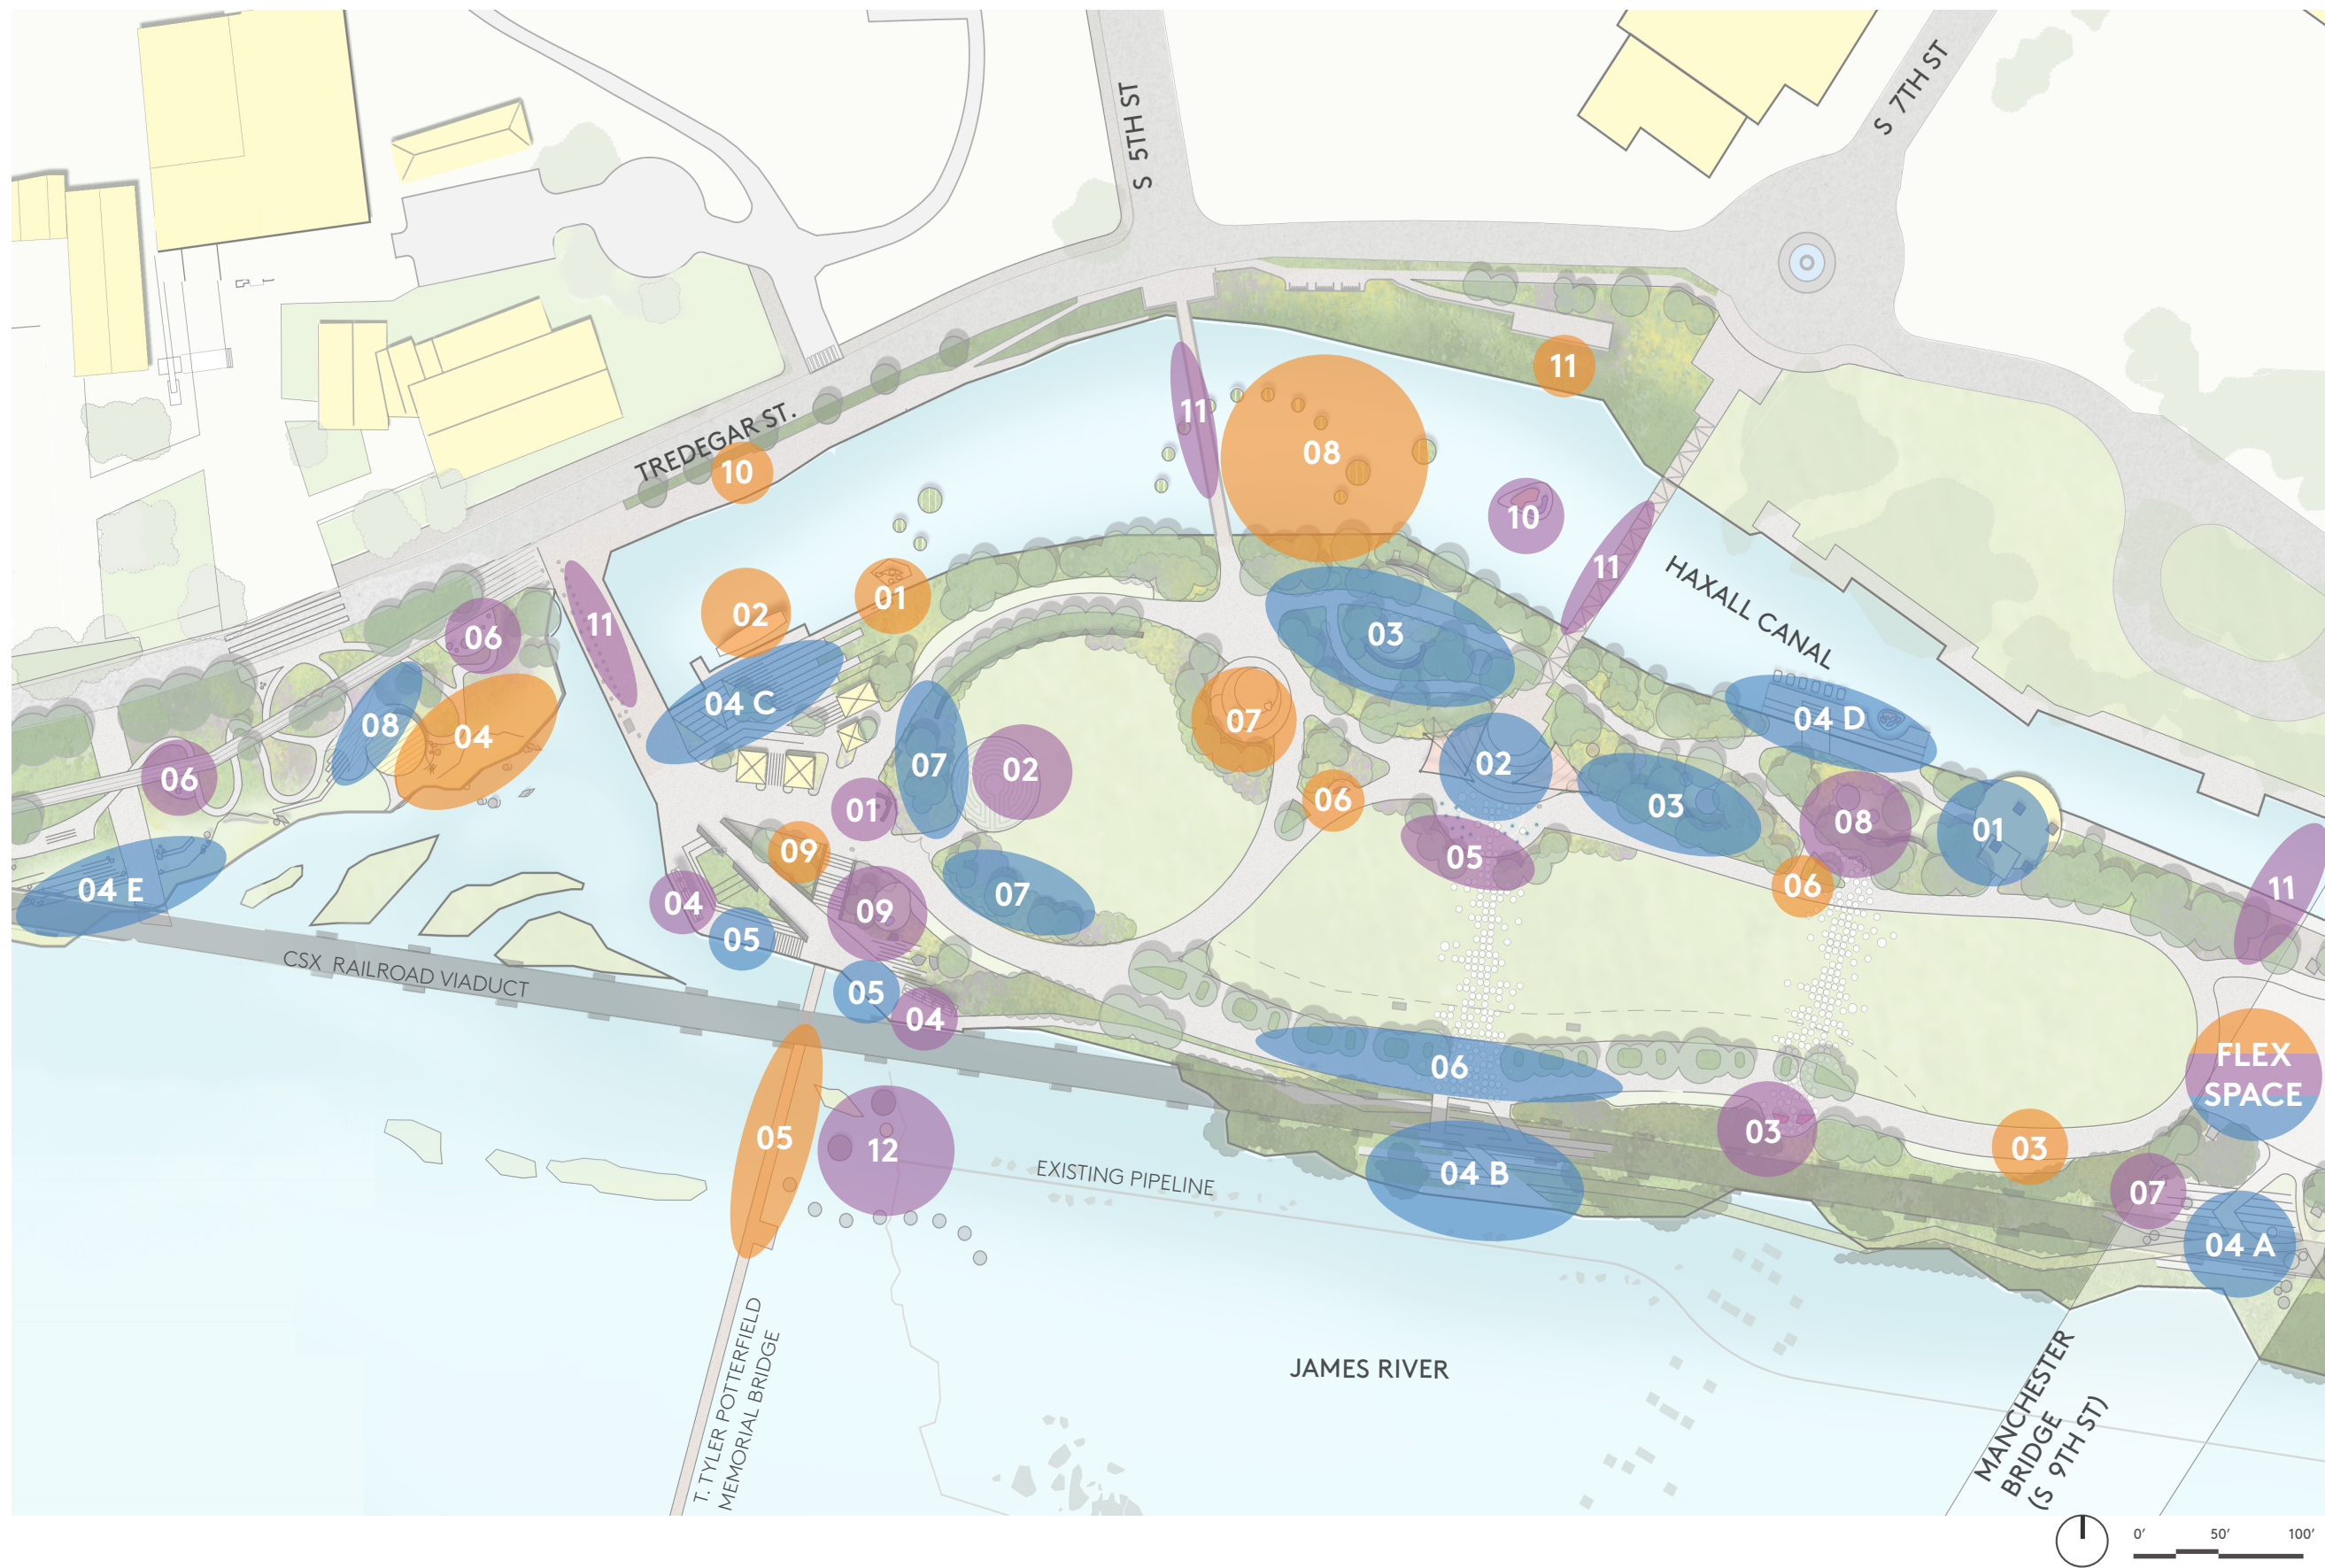 S 5TH ST
S 7TH ST
11
11
08
TREDEGAR ST.
10
10
11
HAXALL CANAL
01
02
11
06
03
04 C
04 D
08
04
07
07
02
02
06
01
06
03
08
01
09
05
06
07
11
04 E
04
09
05
CSX RAILROAD VIADUCT
05
04
06
FLEX
SPACE
05
12
03
03
EXISTING PIPELINE
04 B
07
04 A
T. TYLER POTTERFIELD
MEMORIAL BRIDGE
JAMES RIVER
MANCHESTER
BRIDGE
(S 9TH ST)
0' 50' 100'